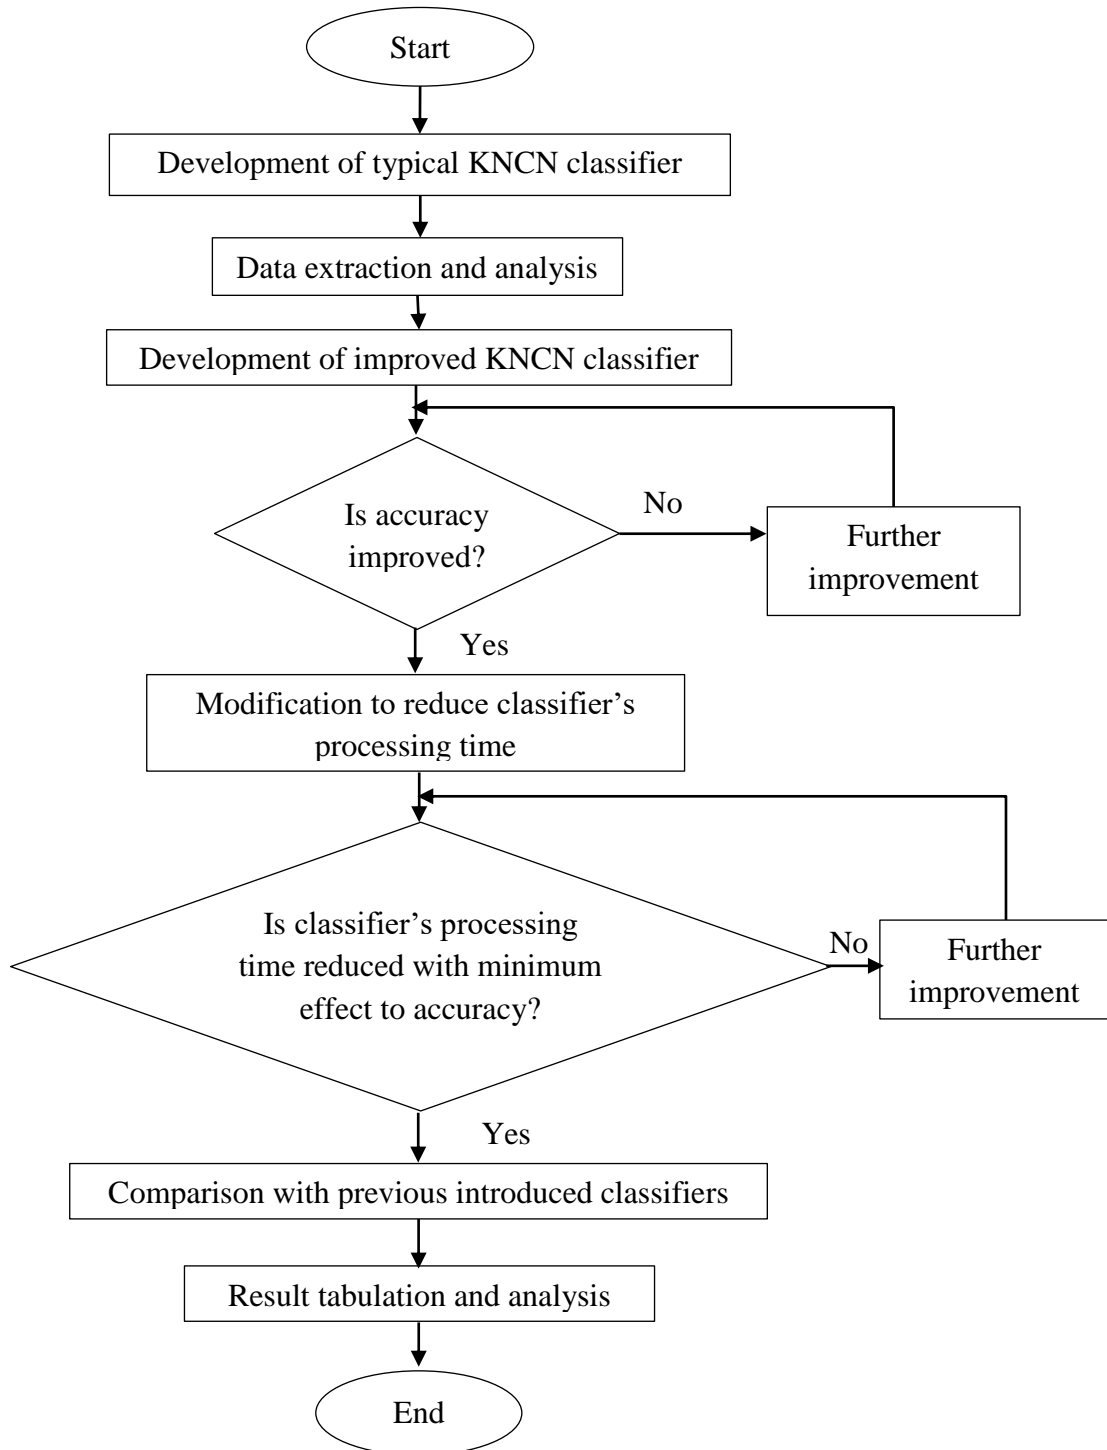 Start
Development of typical KNCN classifier
Data extraction and analysis
Development of improved KNCN classifier
Is accuracy
improved?
No
Further
improvement
Yes
Modification to reduce classifier’s
processing time
Is classifier’s processing
time reduced with minimum
effect to accuracy?
No
Further
improvement
Yes
Comparison with previous introduced classifiers
Result tabulation and analysis
End